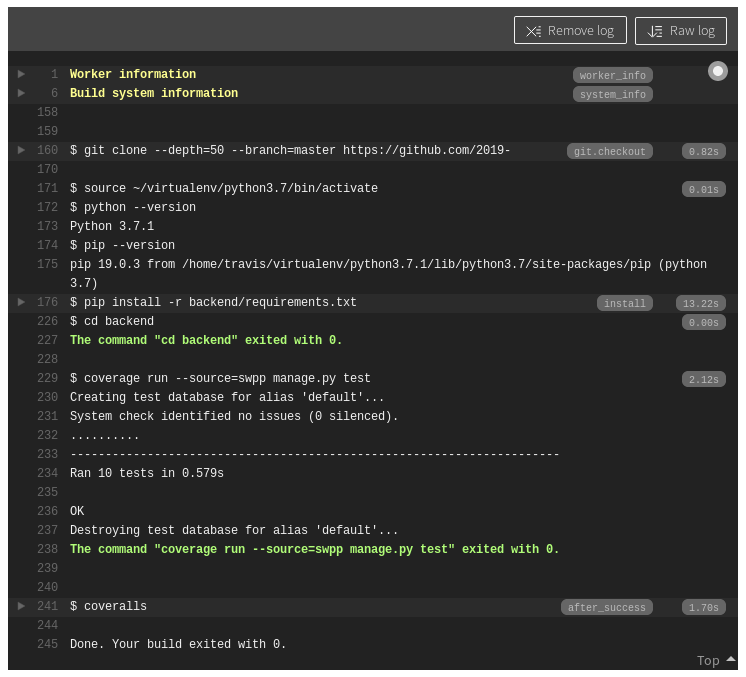 Remove log Raw log
1 Worker information worker_info
6 Build system information system_info
158
159
160 $ git clone --depth=50 --branch=master https://github.com/2019- git.checkout 0.82s
170
171 $ source ~/virtualenv/python3.7/bin/activate 0.01s
172 $ python --version
173 Python 3.7.1
174 $ pip --version
175 pip 19.0.3 from /home/travis/virtualenv/python3.7.1/lib/python3.7/site-packages/pip (python
3.7)
176 $ pip install -r backend/requirements.txt install 13.22s
226 $ cd backend 0.00s
227 The command "cd backend" exited with 0.
228
229 $ coverage run --source=swpp manage.py test 2.12s
230 Creating test database for alias 'default'...
231 System check identified no issues (0 silenced).
232 ..........
233 ----------------------------------------------------------------------
234 Ran 10 tests in 0.579s
235
236 OK
237 Destroying test database for alias 'default'...
238 The command "coverage run --source=swpp manage.py test" exited with 0.
239
240
241 $ coveralls after_success 1.70s
244
245 Done. Your build exited with 0.
Top